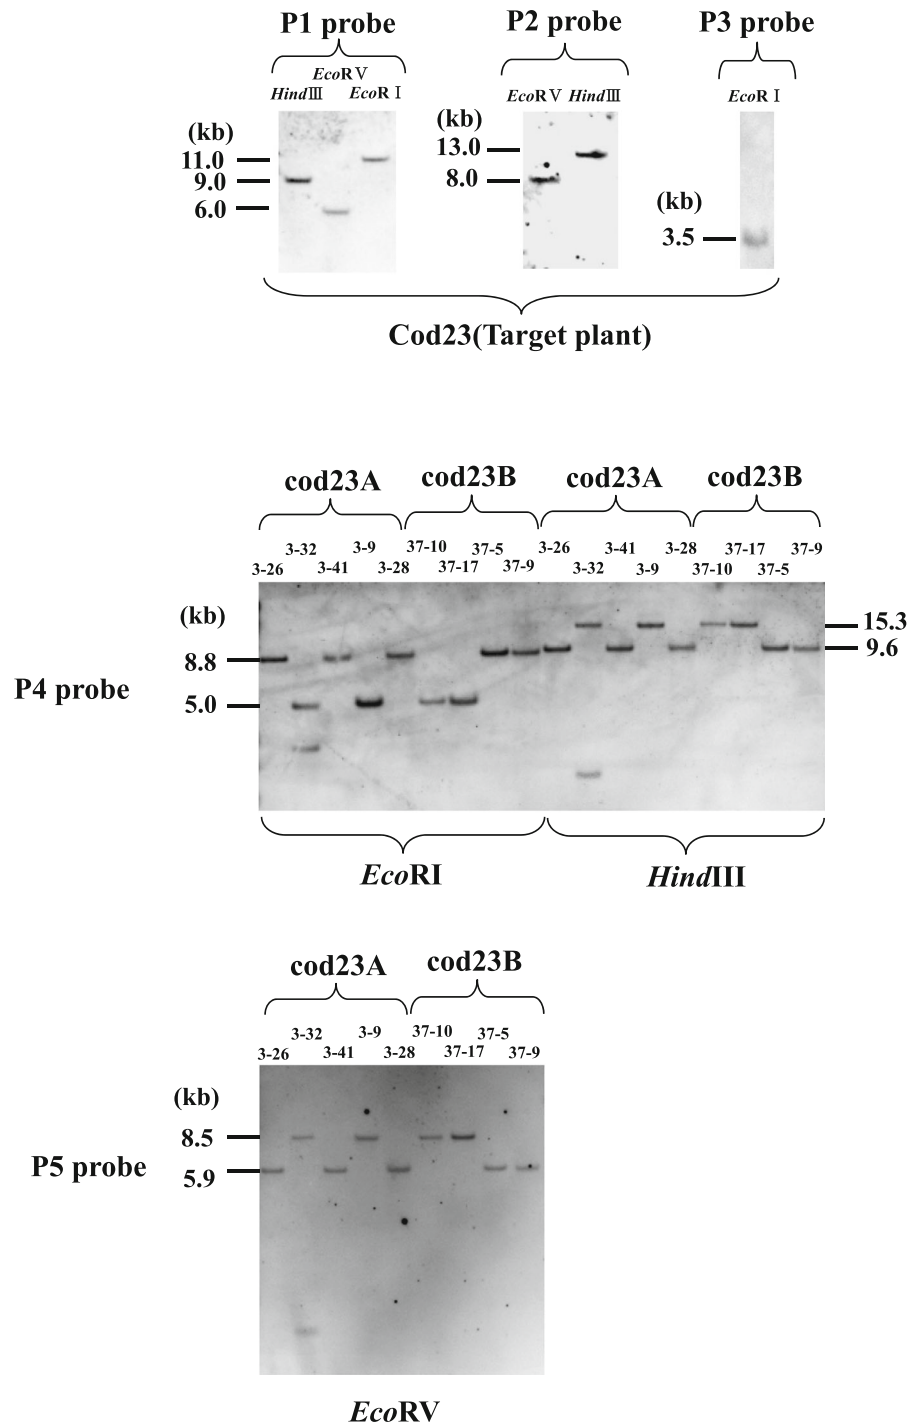 P1 probe P2 probe P3 probe
EcoRⅤ
HindⅢ EcoRⅠ EcoRⅤ HindⅢ EcoRⅠ
(kb) (kb)
11.0 13.0
9.0 8.0
6.0 (kb)
3.5
Cod23(Target plant)
cod23A cod23B cod23A cod23B
3-32 3-9 37-10 37-5 3-26 3-41 3-28 37-17 37-9
3-26 3-41 3-28 37-17 37-9 3-32 3-9 37-10 37-5
(kb) 15.3
8.8 9.6
P4 probe
5.0
EcoRI HindIII
cod23A cod23B
3-32 3-9 37-10 37-5
3-26 3-41 3-28 37-17 37-9
(kb)
8.5
P5 probe
5.9
EcoRV